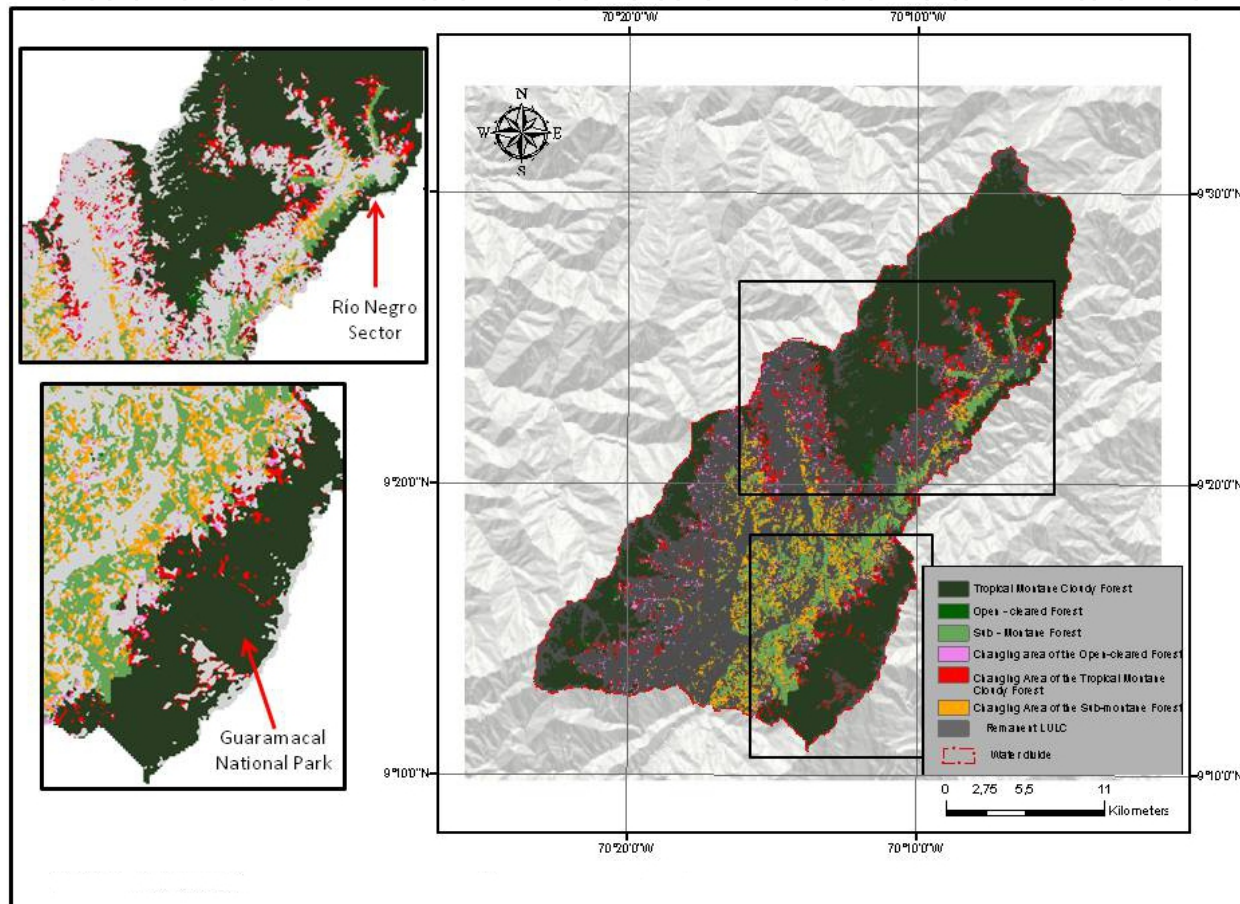 70°20'0"W 70°10'0"W
N
W E
S
9°30'0"N
9°20'0"N 9°20'0"N
9°10'0"N 9°10'0"N
Río Negro
Sector
Guaramacal
National Park
Tropical Montane Cloudy Forest
Open - cleared Forest
Sub - Montane Forest
Changing area of the Open-cleared Forest
Changing Area of the Tropical Montane
Cloudy Forest
Changing Area of the Sub-montane Forest
Remanent LULC
Water divide
0 2,75 5,5 11
Kilometers
70°20'0"W 70°10'0"W